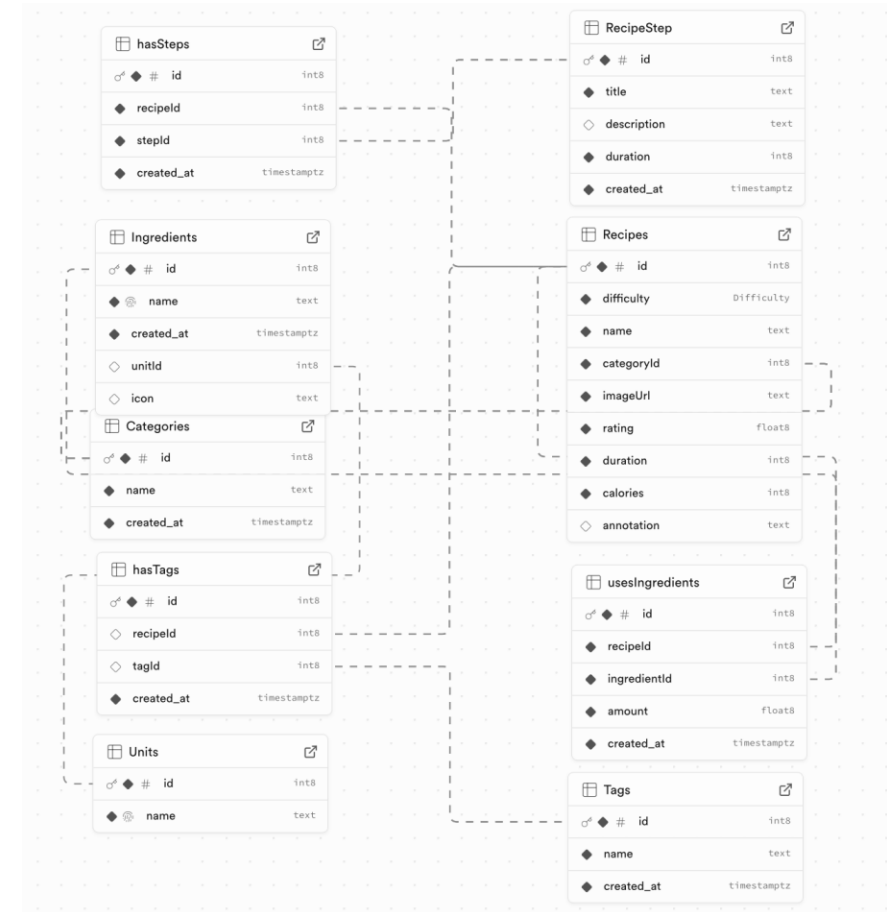 hasSteps
# id int8
recipeId int8
stepId int8
created_at timestamptz
Ingredients
# id int8
name text
created_at timestamptz
unitId int8
icon text
Categories
# id int8
name text
created_at timestamptz
hasTags
# id int8
recipeId int8
tagId int8
created_at timestamptz
Units
# id int8
name text
RecipeStep
# id int8
title text
description text
duration int8
created_at timestamptz
Recipes
# id int8
difficulty Difficulty
name text
categoryId int8
imageUrl text
rating float8
duration int8
calories int8
annotation text
usesIngredients
# id int8
recipeId int8
ingredientId int8
amount float8
created_at timestamptz
Tags
# id int8
name text
created_at timestamptz